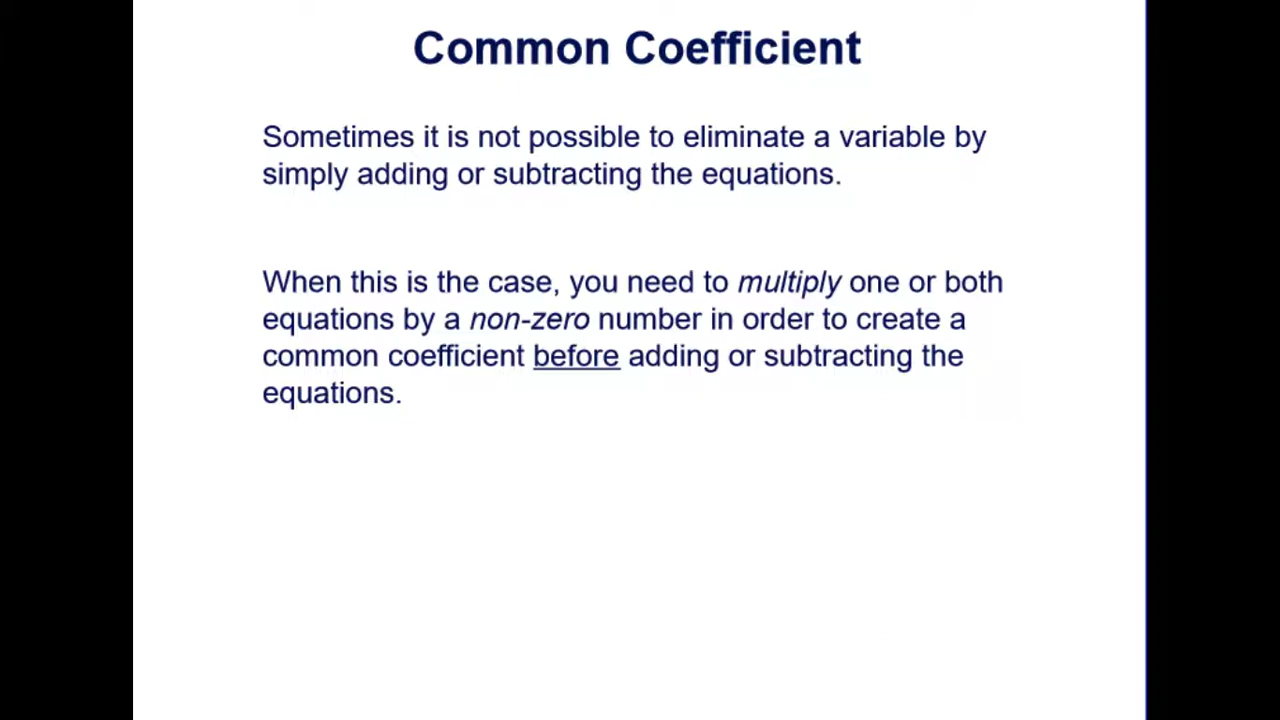 Common Coefficient
Sometimes it is not possible to eliminate a variable by
simply adding or subtracting the equations.
When this is the case, you need to multiply one or both
equations by a non-zero number in order to create a
common coefficient before adding or subtracting the
equations.